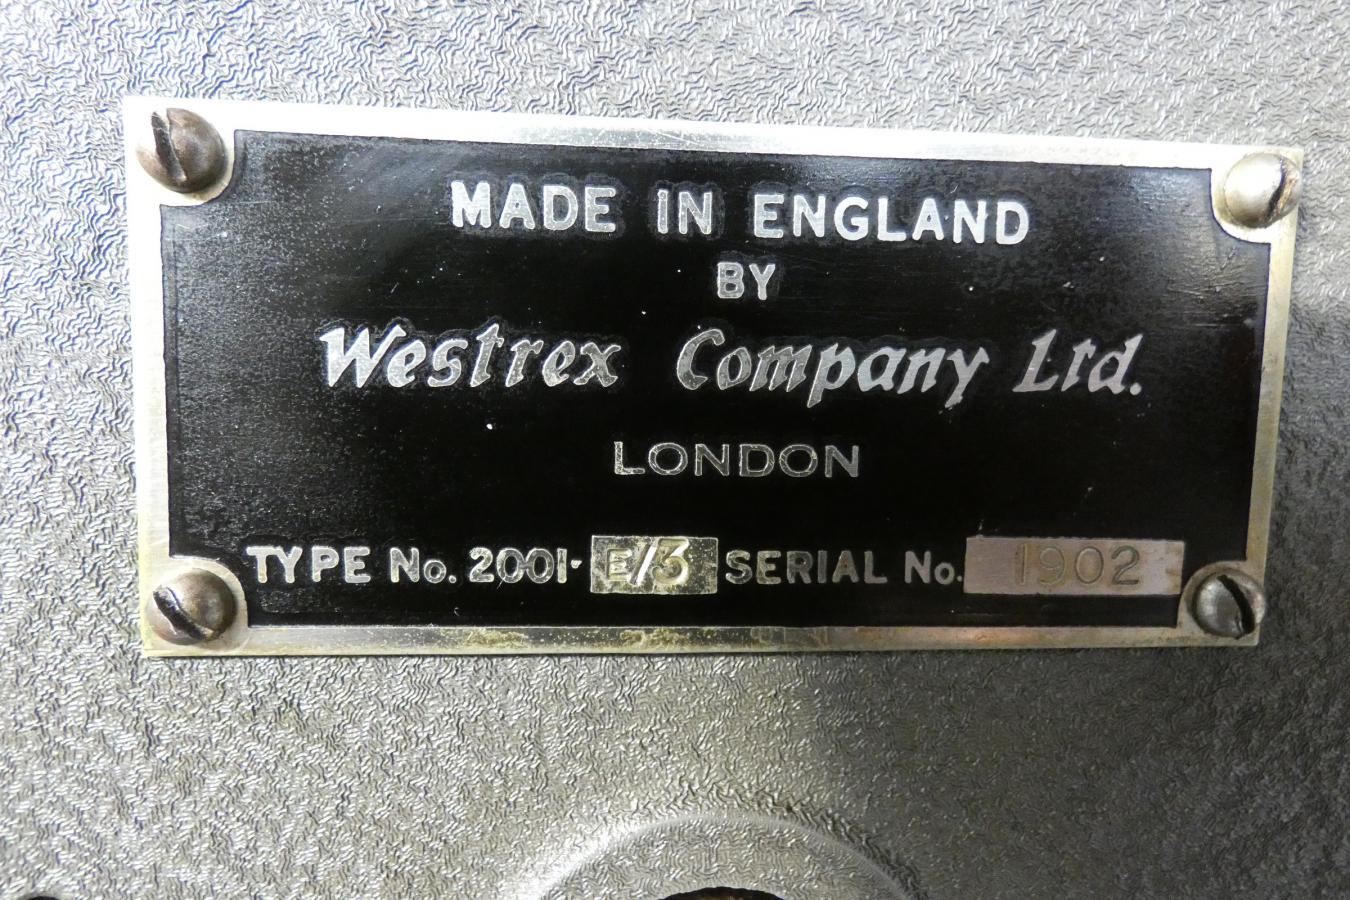 MADE IN ENGLAND
BY
Westrex Company Ltd.
LONDON
TYPE No. 2001-E/3 SERIAL No. 1902